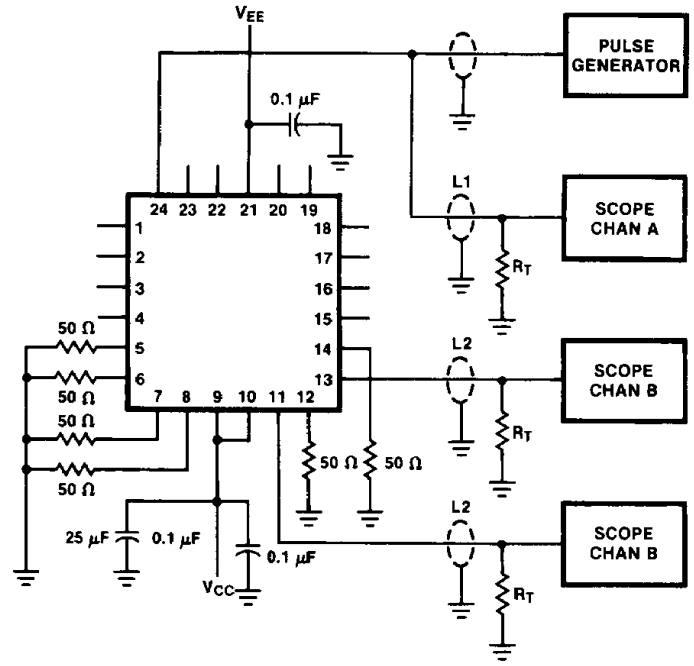 VEE
PULSE
GENERATOR
0.1 µF
24 23 22 21 20 19
L1
SCOPE
CHAN A
RT
1
2
3
4
5
6
18
17
16
15
14
13
50 Ω
50 Ω
50 Ω
50 Ω
7 8 9 10 11 12
L2
SCOPE
CHAN B
RT
50 Ω
50 Ω
25 µF
0.1 µF
0.1 µF
VCC
L2
SCOPE
CHAN B
RT